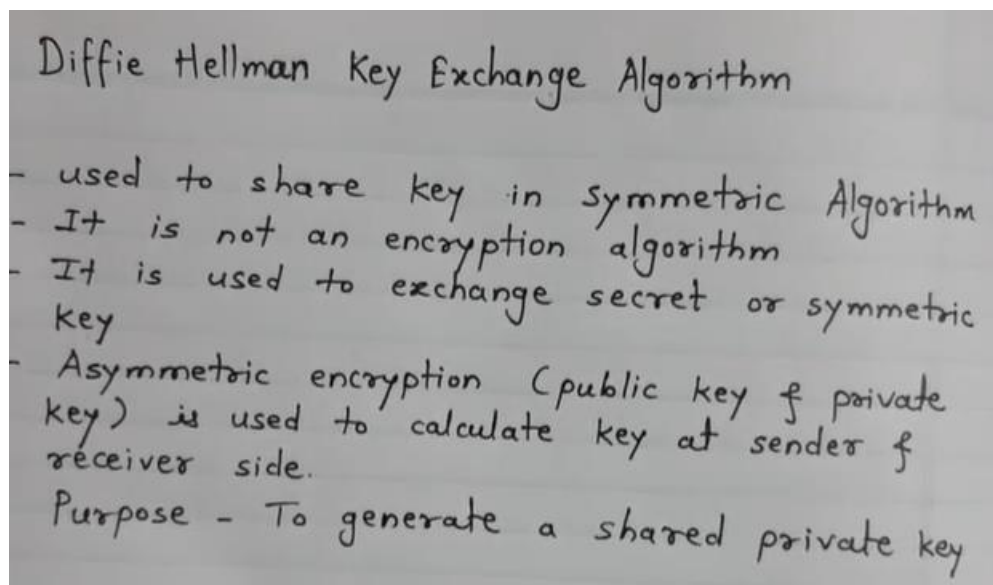 Diffie Hellman Key Exchange Algorithm
- used to share key in symmetric Algorithm
- It is not an encryption algorithm
- It is used to exchange secret or symmetric
key
- Asymmetric encryption (public key & private
key) is used to calculate key at sender &
receiver side.
Purpose - To generate a shared private key